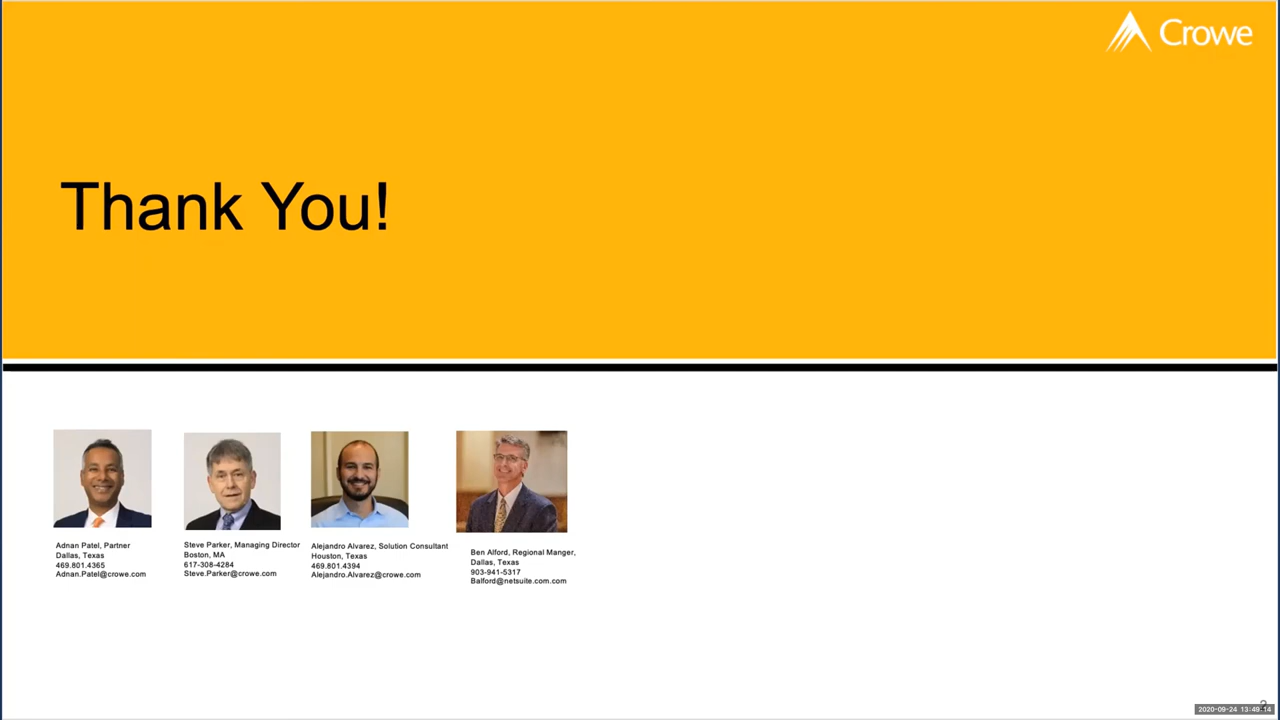 Crowe
Thank You!
Adnan Patel, Partner
Dallas, Texas
469.801.4365
Adnan.Patel@crowe.com
Steve Parker, Managing Director
Boston, MA
617-308-4284
Steve.Parker@crowe.com
Alejandro Alvarez, Solution Consultant
Houston, Texas
469.801.4394
Alejandro.Alvarez@crowe.com
Ben Alford, Regional Manger,
Dallas, Texas
903-941-5317
Balford@netsuite.com.com
2020-09-24 13:49:14